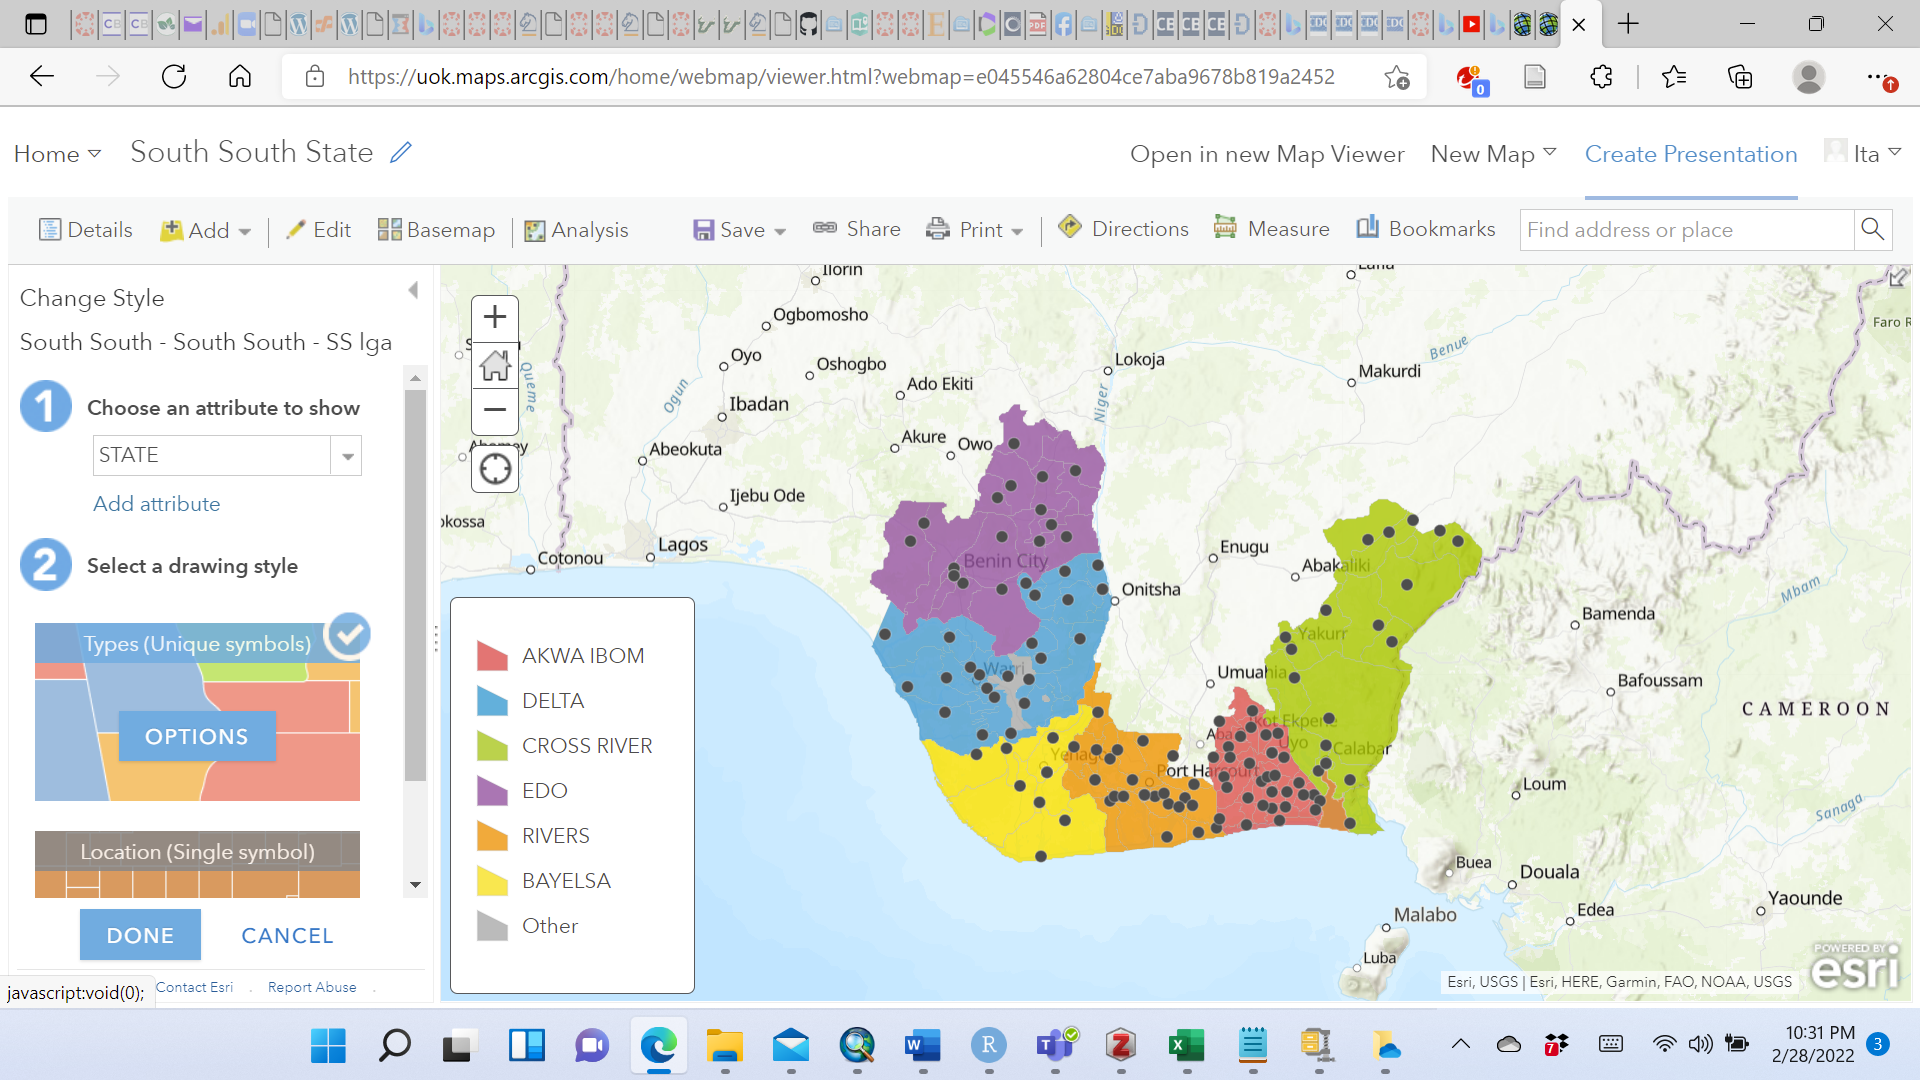 https://uok.maps.arcgis.com/home/webmap/viewer.html?webmap=e045546a62804ce7aba9678b819a2452
0
Home
South South State
Open in new Map Viewer
New Map
Create Presentation
Ita
Details
Add
Edit
Basemap
Analysis
Save
Share
Print
Directions
Measure
Bookmarks
Find address or place
Change Style
South South - South South - SS lga
1
Choose an attribute to show
STATE
Add attribute
2
Select a drawing style
Types (Unique symbols)
OPTIONS
Location (Single symbol)
DONE
CANCEL
javascript:void(0);
Contact Esri
Report Abuse
AKWA IBOM
DELTA
CROSS RIVER
EDO
RIVERS
BAYELSA
Other
Ilorin
Ogbomosho
Oyo
Oshogbo
Ado Ekiti
Lokoja
Makurdi
Benue
Faro R
Queme
Ogun
Ibadan
Niger
Akure
Owo
Abeokuta
Ijebu Ode
okossa
Lagos
Cotonou
Benin City
Enugu
Abakaliki
Onitsha
Mbam
Bamenda
Yakurr
Warri
Umuahia
Bafoussam
CAMEROON
Ikot Ekpene
Aba
Uyo
Calabar
Port Harcourt
Loum
Sanaga
Buea
Douala
Yaounde
Edea
Malabo
Luba
POWERED BY
esri
Esri, USGS | Esri, HERE, Garmin, FAO, NOAA, USGS
10:31 PM
2/28/2022
3
7